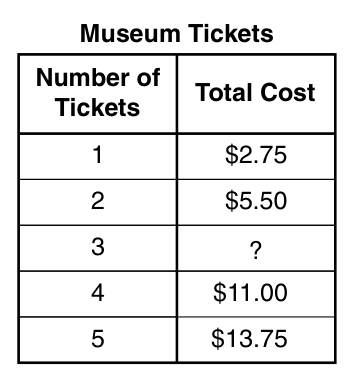 Museum Tickets
Number of Tickets Total Cost
1 $2.75
2 $5.50
3 ?
4 $11.00
5 $13.75